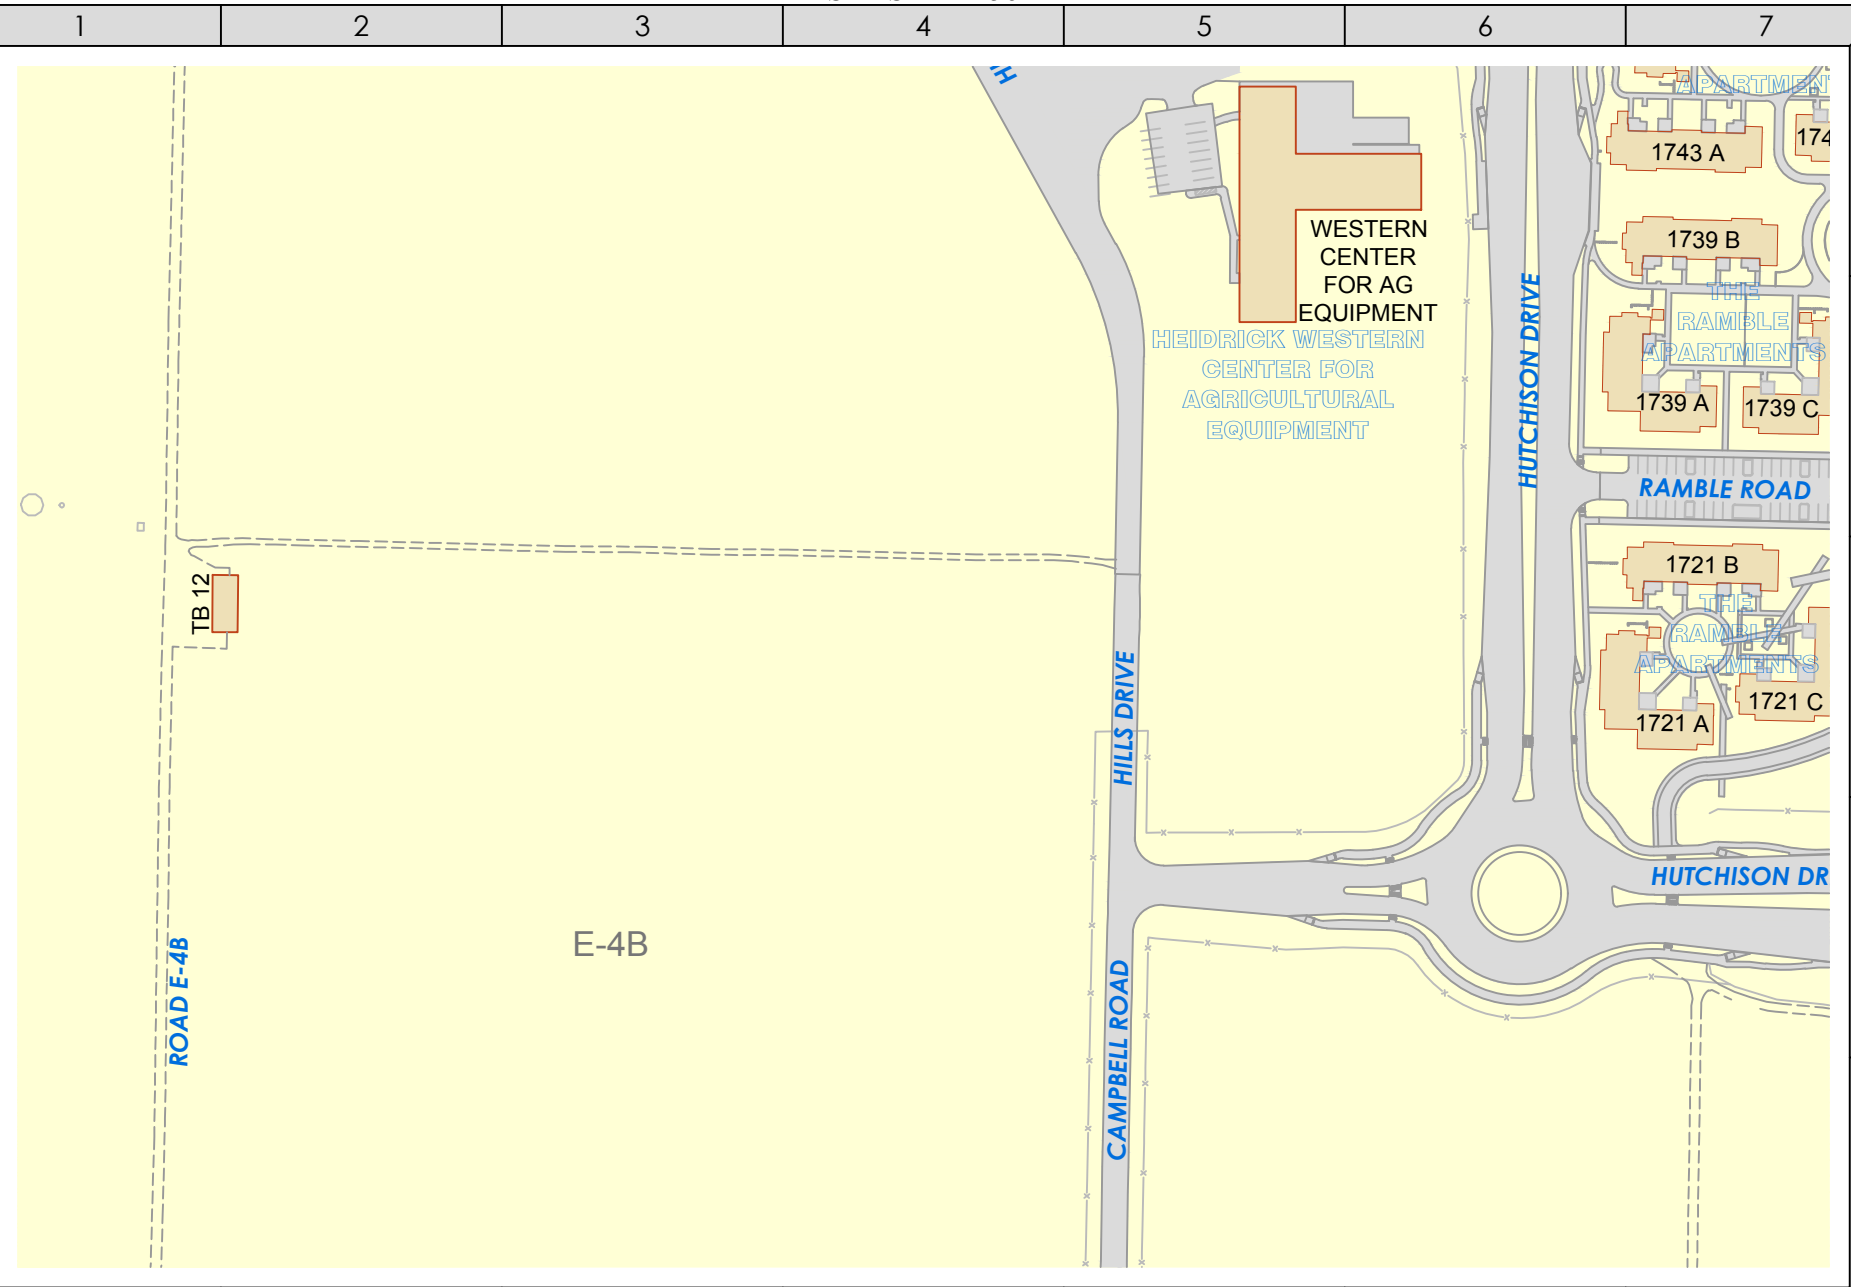 1 2 3 4 5 6 7
APARTMEN
1743 A
174
1739 B
WESTERN
CENTER
FOR AG
EQUIPMENT
HEIDRICK WESTERN
CENTER FOR
AGRICULTURAL
EQUIPMENT
HUTCHISON DRIVE
THE
RAMBLE
APARTMENTS
1739 A
1739 C
RAMBLE ROAD
TB 12
1721 B
THE
RAMBLE
APARTMENTS
1721 A
1721 C
HILLS DRIVE
HUTCHISON DR
E-4B
ROAD E-4B
CAMPBELL ROAD